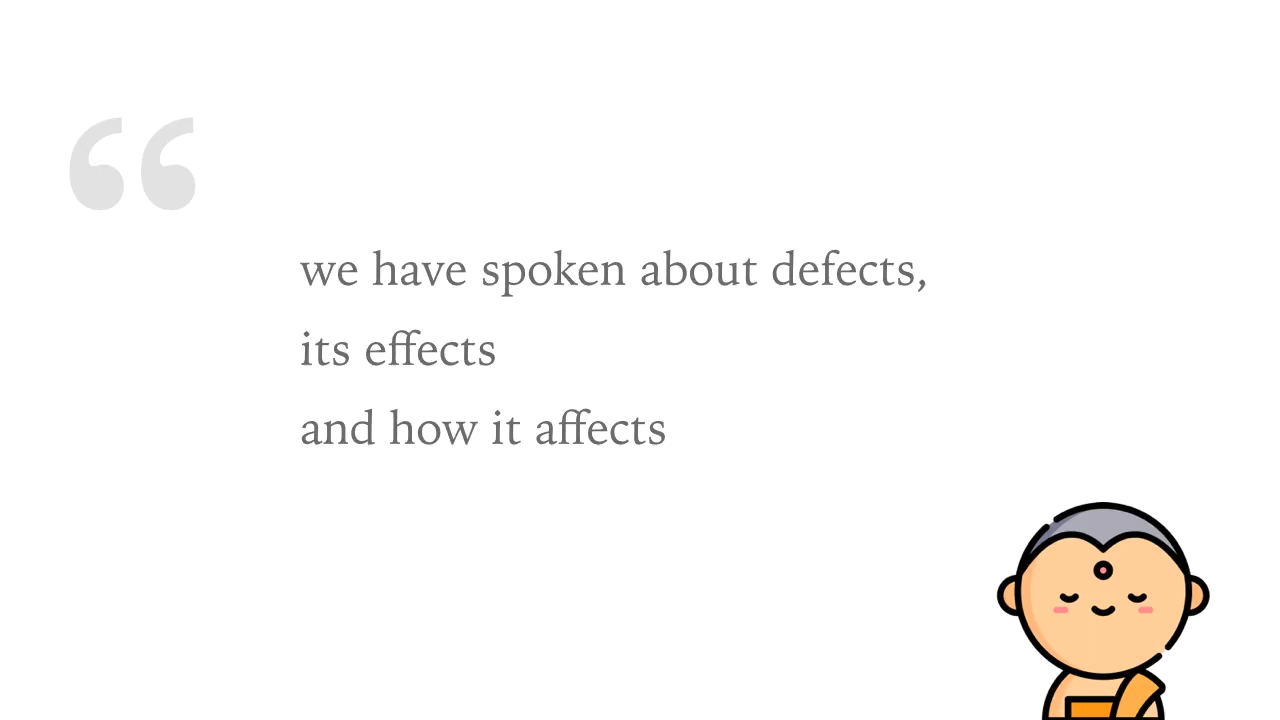 “
we have spoken about defects,
its effects
and how it affects